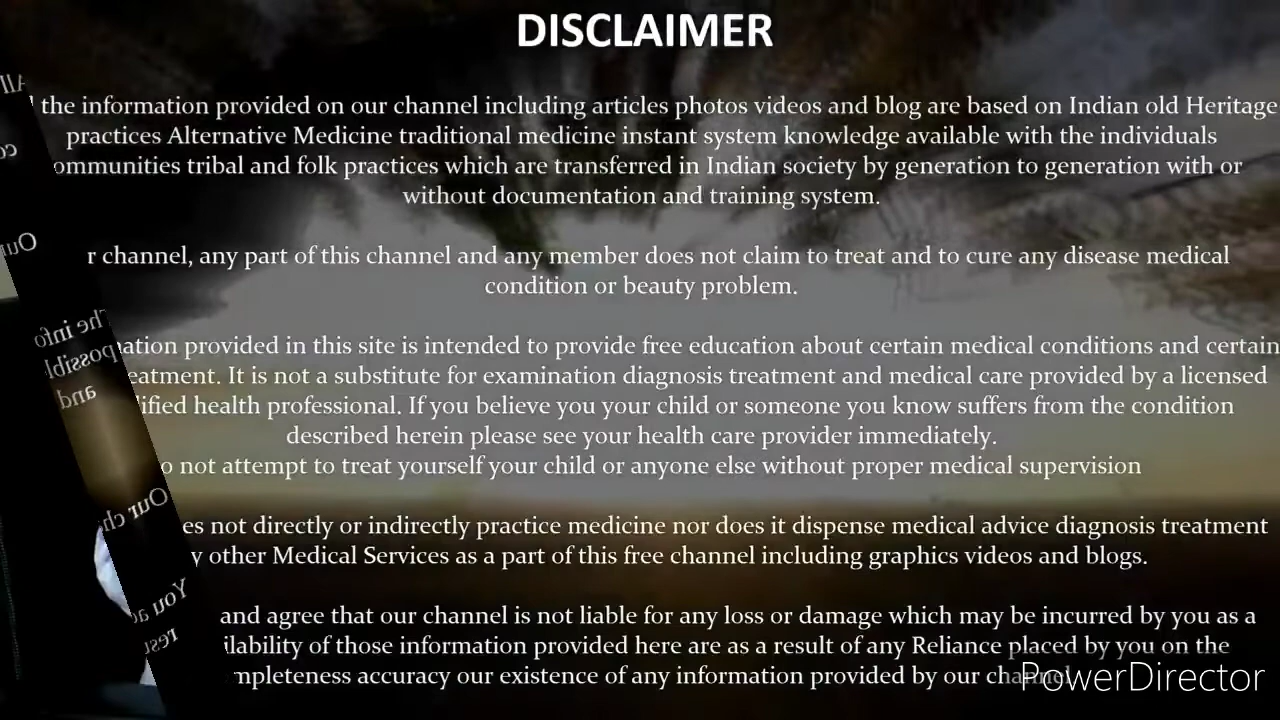 DISCLAIMER
the information provided on our channel including articles photos videos and blog are based on Indian old Heritage
practices Alternative Medicine traditional medicine instant system knowledge available with the individuals
ommunities tribal and folk practices which are transferred in Indian society by generation to generation with or
without documentation and training system.
r channel, any part of this channel and any member does not claim to treat and to cure any disease medical
condition or beauty problem.
ation provided in this site is intended to provide free education about certain medical conditions and certain
eatment. It is not a substitute for examination diagnosis treatment and medical care provided by a licensed
lified health professional. If you believe you your child or someone you know suffers from the condition
described herein please see your health care provider immediately.
o not attempt to treat yourself your child or anyone else without proper medical supervision
es not directly or indirectly practice medicine nor does it dispense medical advice diagnosis treatment
y other Medical Services as a part of this free channel including graphics videos and blogs.
and agree that our channel is not liable for any loss or damage which may be incurred by you as a
ilability of those information provided here are as a result of any Reliance placed by you on the
mpleteness accuracy our existence of any information provided by our channel
PowerDirector